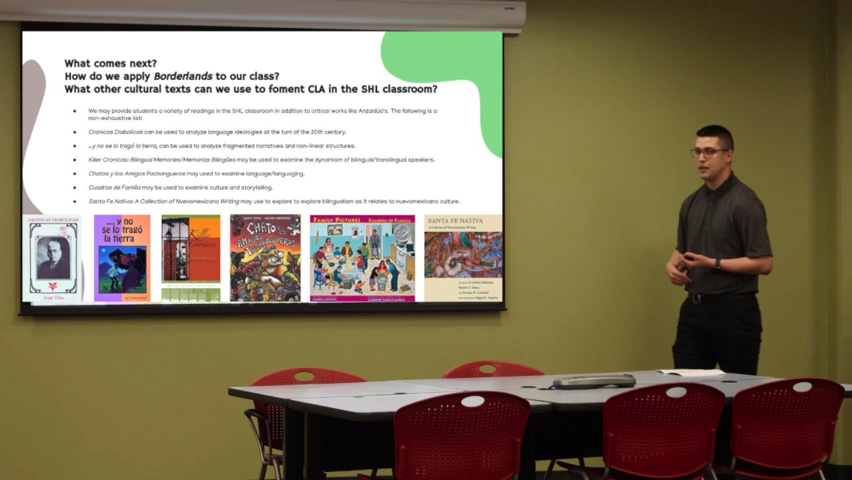 What comes next?
How do we apply Borderlands to our class?
What other cultural texts can we use to foment CLA in the SHL classroom?
• We may provide students a variety of readings in the SHL classroom in addition to critical works like Anzaldúa's. The following is a
non-exhaustive list:
• Cronicas Diabolicas can be used to analyze language ideologies at the turn of the 20th century.
• ...y no se lo tragó la tierra, can be used to analyze fragmented narratives and non-linear structures.
• Killer Cronicas: Bilingual Memories/Memorias Bilingües may be used to examine the dynamism of bilingual/translingual speakers.
• Chatos y los Amigos Pachangueros may used to examine language/languaging.
• Cuadros de Familia may be used to examine culture and storytelling.
• Santa Fe Nativa: A Collection of Nuevomexicano Writing may use to explore to explore bilingualism as it relates to nuevomexicano culture.
CRONICAS DIABOLICAS
... y no
se lo tragó
la tierra
Killer
CHATO
AMIGOS
FAMILY PICTURES CUADROS DE FAMILIA
SANTA FE NATIVA
A Collection of Nuevomexicano Writing